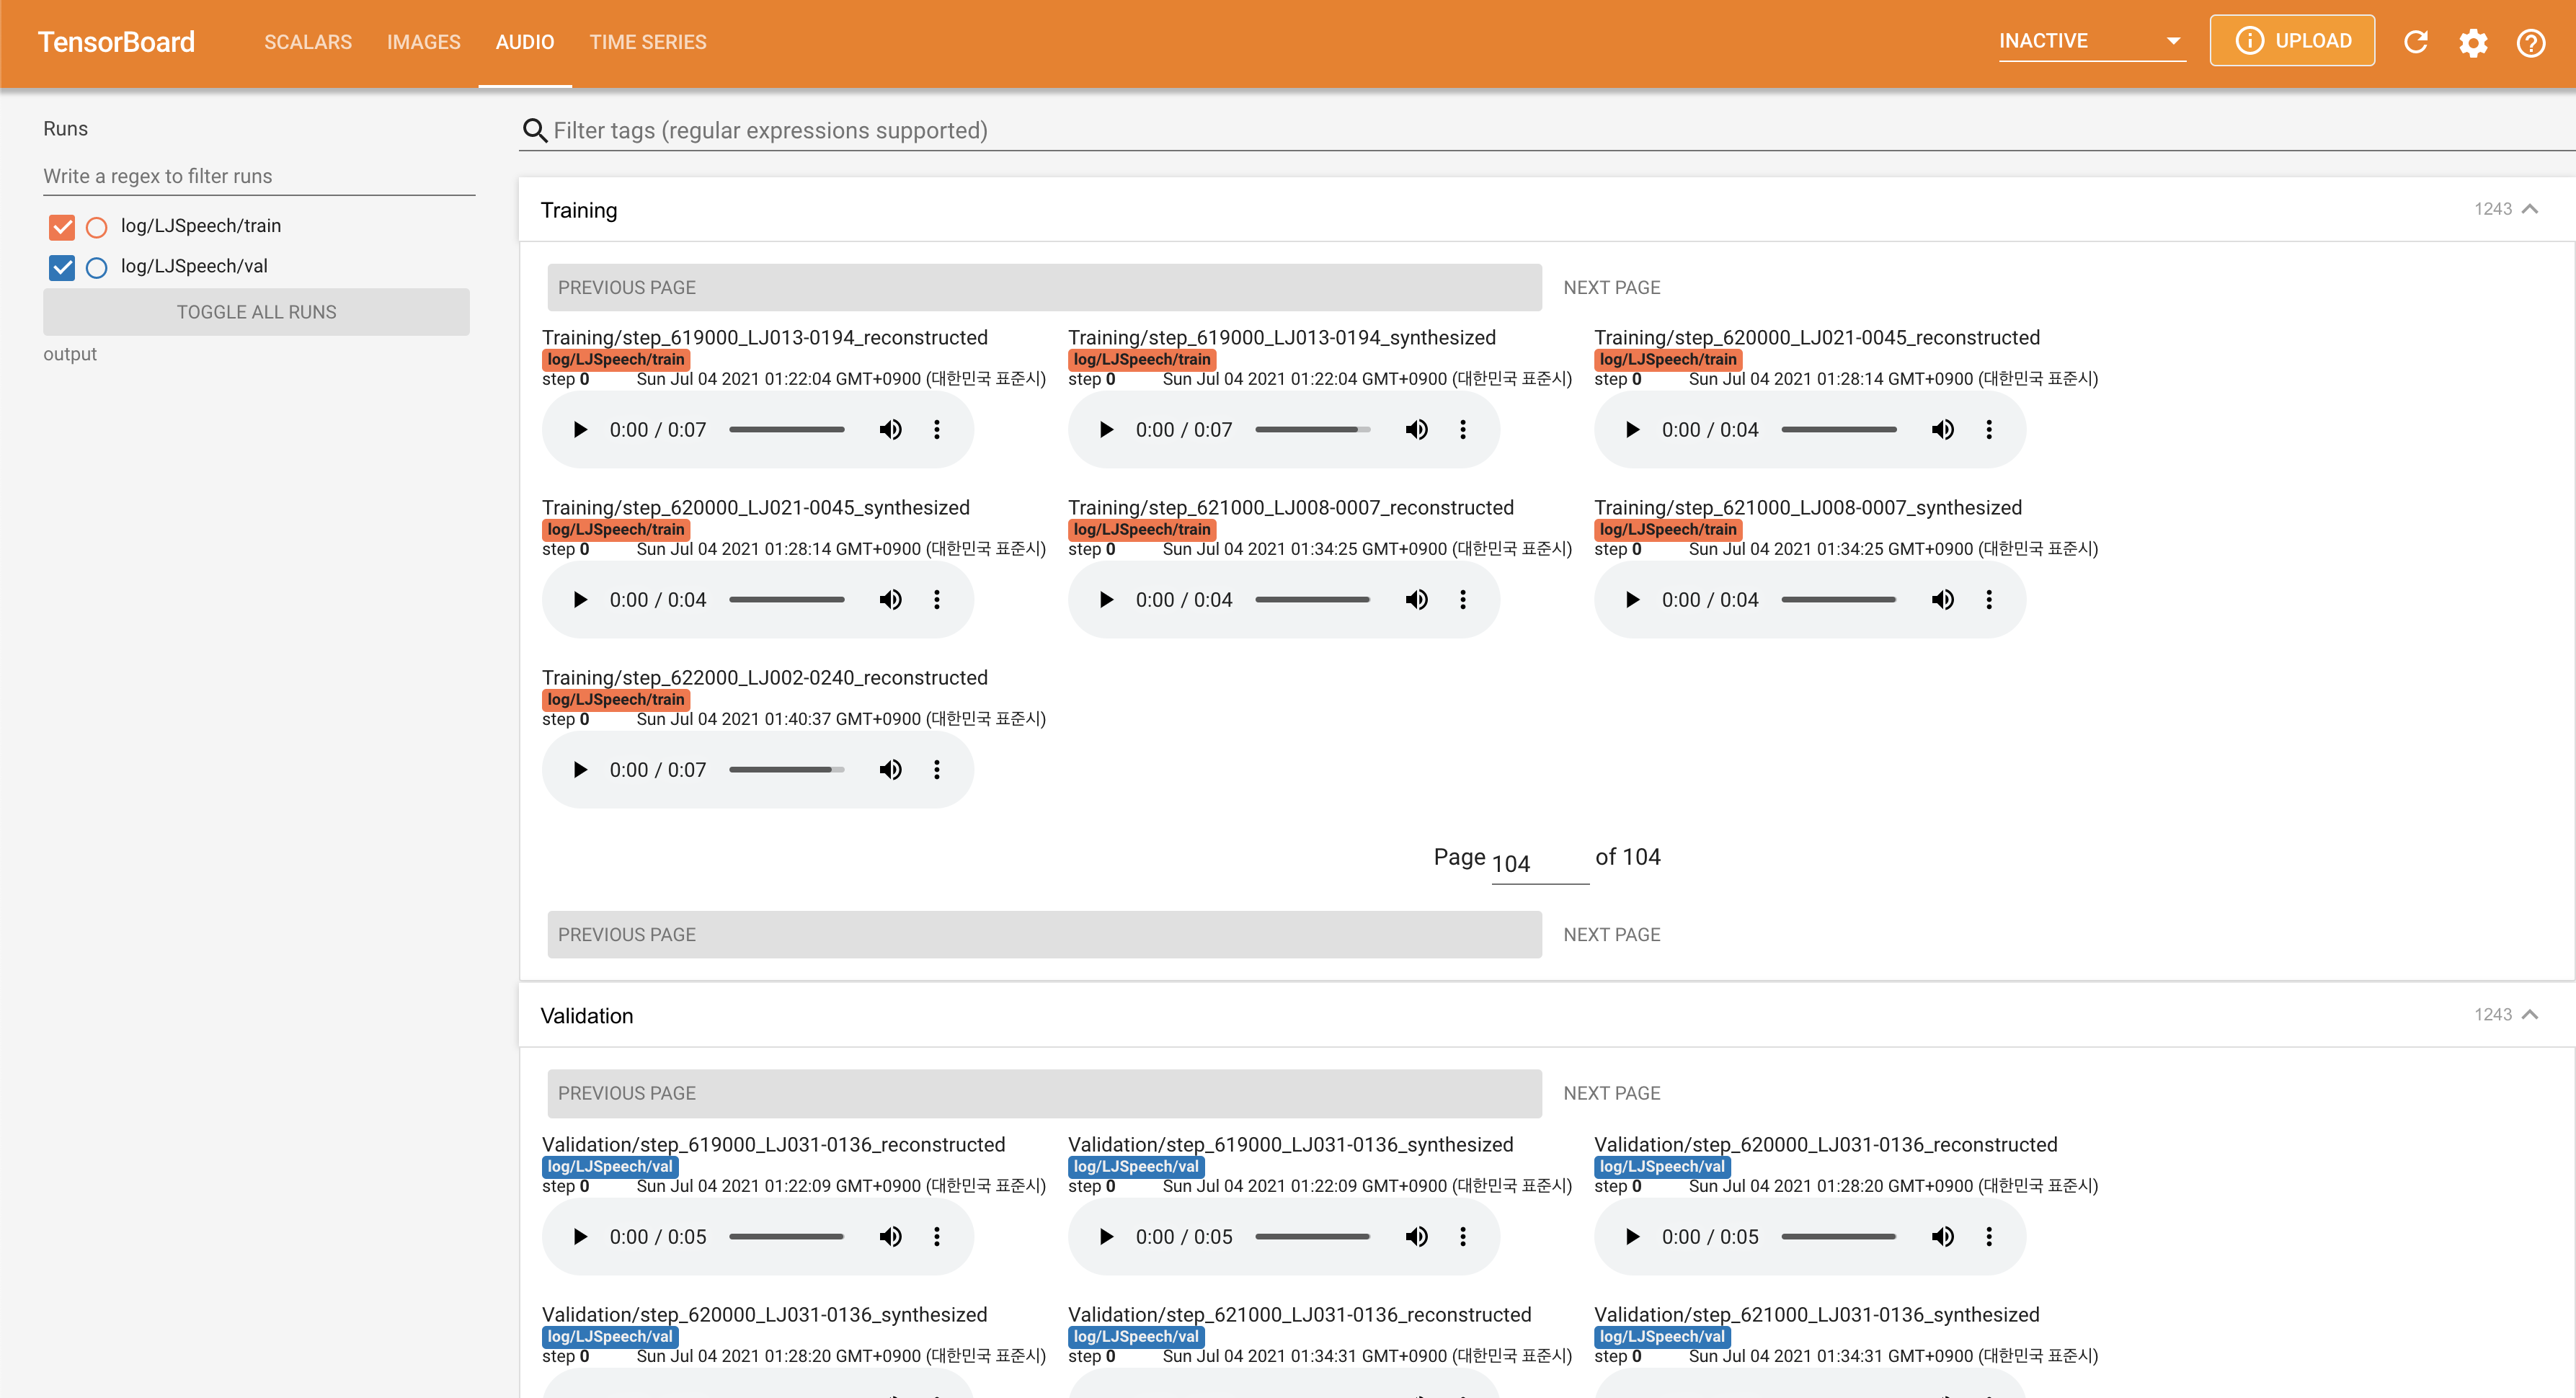 TensorBoard SCALARS IMAGES AUDIO TIME SERIES INACTIVE UPLOAD
Runs
Write a regex to filter runs
log/LJSpeech/train
log/LJSpeech/val
TOGGLE ALL RUNS
output
Filter tags (regular expressions supported)
Training 1243
PREVIOUS PAGE NEXT PAGE
Training/step_619000_LJ013-0194_reconstructed
log/LJSpeech/train
step 0 Sun Jul 04 2021 01:22:04 GMT+0900 (대한민국 표준시)
0:00 / 0:07
Training/step_619000_LJ013-0194_synthesized
log/LJSpeech/train
step 0 Sun Jul 04 2021 01:22:04 GMT+0900 (대한민국 표준시)
0:00 / 0:07
Training/step_620000_LJ021-0045_reconstructed
log/LJSpeech/train
step 0 Sun Jul 04 2021 01:28:14 GMT+0900 (대한민국 표준시)
0:00 / 0:04
Training/step_620000_LJ021-0045_synthesized
log/LJSpeech/train
step 0 Sun Jul 04 2021 01:28:14 GMT+0900 (대한민국 표준시)
0:00 / 0:04
Training/step_621000_LJ008-0007_reconstructed
log/LJSpeech/train
step 0 Sun Jul 04 2021 01:34:25 GMT+0900 (대한민국 표준시)
0:00 / 0:04
Training/step_621000_LJ008-0007_synthesized
log/LJSpeech/train
step 0 Sun Jul 04 2021 01:34:25 GMT+0900 (대한민국 표준시)
0:00 / 0:04
Training/step_622000_LJ002-0240_reconstructed
log/LJSpeech/train
step 0 Sun Jul 04 2021 01:40:37 GMT+0900 (대한민국 표준시)
0:00 / 0:07
Page 104 of 104
PREVIOUS PAGE NEXT PAGE
Validation 1243
PREVIOUS PAGE NEXT PAGE
Validation/step_619000_LJ031-0136_reconstructed
log/LJSpeech/val
step 0 Sun Jul 04 2021 01:22:09 GMT+0900 (대한민국 표준시)
0:00 / 0:05
Validation/step_619000_LJ031-0136_synthesized
log/LJSpeech/val
step 0 Sun Jul 04 2021 01:22:09 GMT+0900 (대한민국 표준시)
0:00 / 0:05
Validation/step_620000_LJ031-0136_reconstructed
log/LJSpeech/val
step 0 Sun Jul 04 2021 01:28:20 GMT+0900 (대한민국 표준시)
0:00 / 0:05
Validation/step_620000_LJ031-0136_synthesized
log/LJSpeech/val
step 0 Sun Jul 04 2021 01:28:20 GMT+0900 (대한민국 표준시)
Validation/step_621000_LJ031-0136_reconstructed
log/LJSpeech/val
step 0 Sun Jul 04 2021 01:34:31 GMT+0900 (대한민국 표준시)
Validation/step_621000_LJ031-0136_synthesized
log/LJSpeech/val
step 0 Sun Jul 04 2021 01:34:31 GMT+0900 (대한민국 표준시)